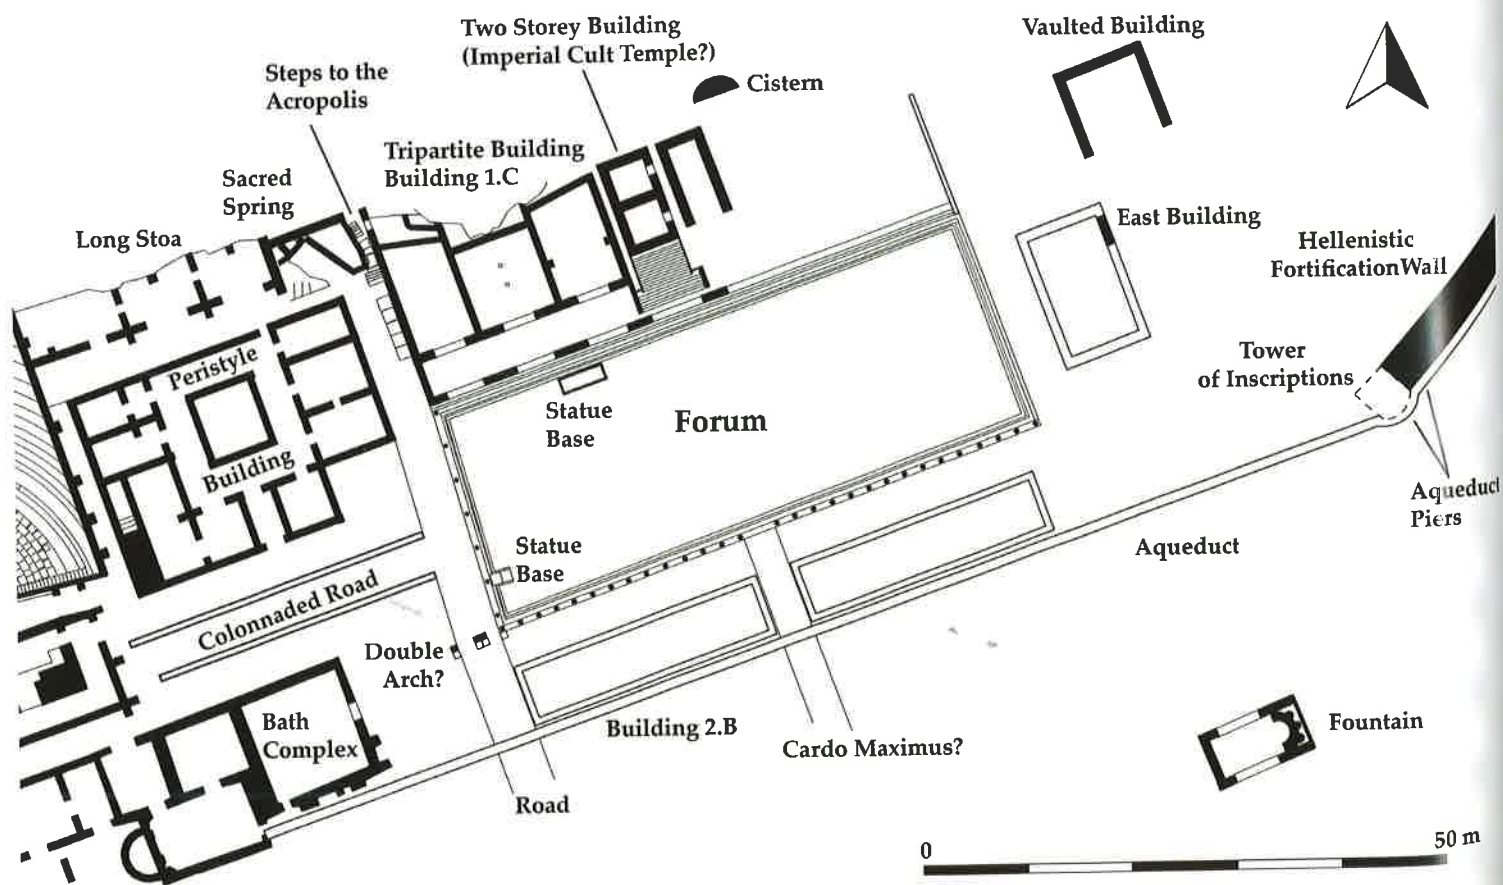 Two Storey Building
(Imperial Cult Temple?)
Vaulted Building
Steps to the
Acropolis
Cistern
Tripartite Building
Building 1.C
Sacred
Spring
Long Stoa
East Building
Hellenistic
Fortification Wall
Peristyle
Building
Tower
of Inscriptions
Statue
Base
Forum
Aqueduct
Piers
Statue
Base
Aqueduct
Colonnaded Road
Double
Arch?
Bath
Complex
Building 2.B
Cardo Maximus?
Fountain
Road
0
50 m